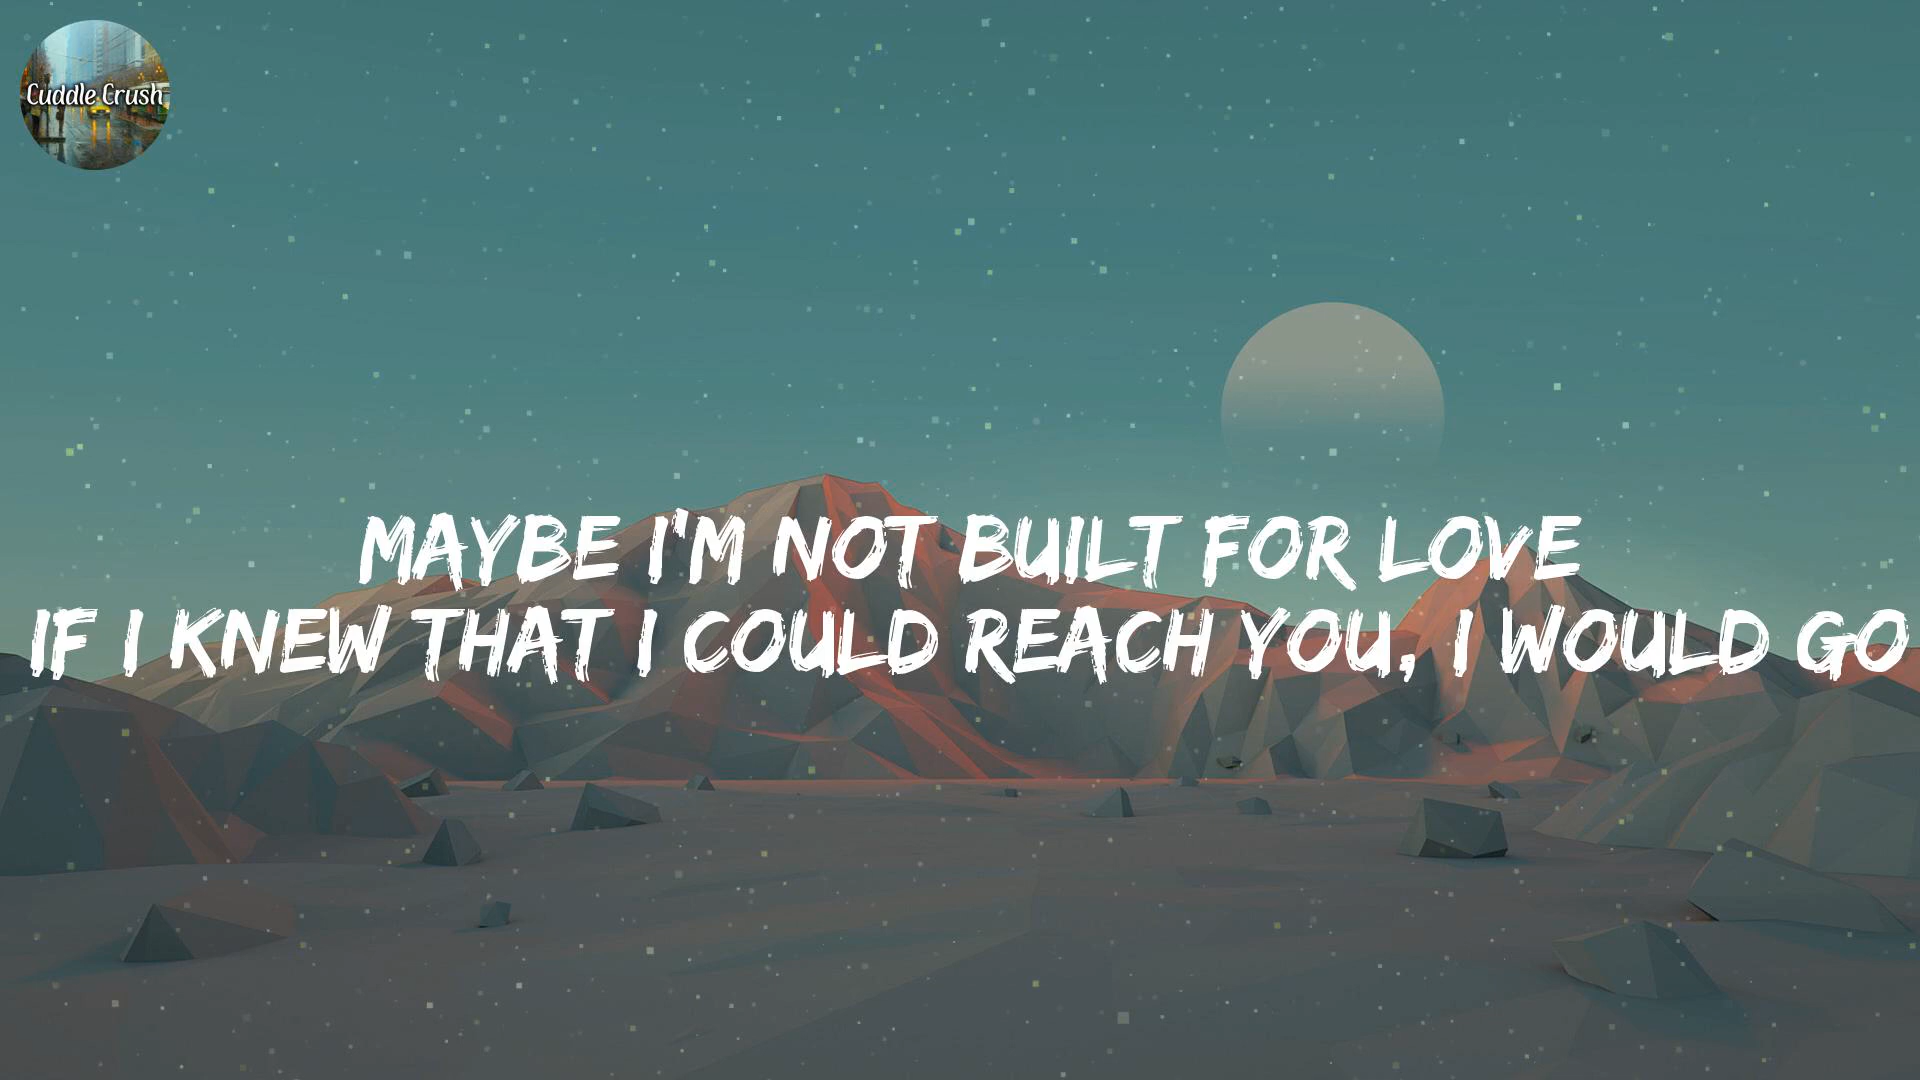 Cuddle Crush
MAYBE I'M NOT BUILT FOR LOVE
IF I KNEW THAT I COULD REACH YOU, I WOULD GO